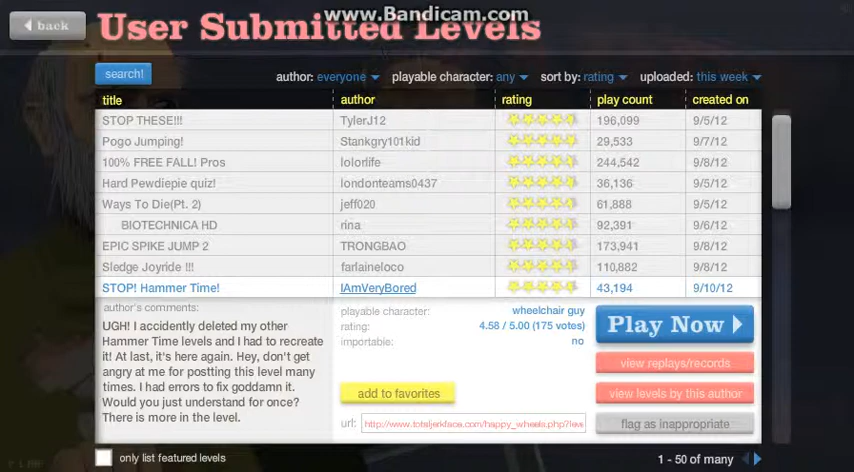 www.Bandicam.com
back
User Submitted Levels
search!
author: everyone playable character: any sort by: rating uploaded: this week
title author rating play count created on
STOP THESE!!! TylerJ12 196,099 9/5/12
Pogo Jumping! Stankgry101kid 29,533 9/7/12
100% FREE FALL! Pros lolorlife 244,542 9/8/12
Hard Pewdiepie quiz! londonteams0437 36,136 9/5/12
Ways To Die(Pt. 2) jeff020 61,888 9/5/12
BIOTECHNICA HD rina 92,391 9/6/12
EPIC SPIKE JUMP 2 TRONGBAO 173,941 9/8/12
Sledge Joyride !!! farlaineloco 110,882 9/8/12
STOP! Hammer Time! IAmVeryBored 43,194 9/10/12
author's comments:
UGH! I accidently deleted my other
Hammer Time levels and I had to recreate
it! At last, it's here again. Hey, don't get
angry at me for postting this level many
times. I had errors to fix goddamn it.
Would you just understand for once?
There is more in the level.
playable character: wheelchair guy
rating: 4.58 / 5.00 (175 votes)
importable: no
add to favorites
url: http://www.totaljerkface.com/happy_wheels.php?leve
Play Now
view replays/records
view levels by this author
flag as inappropriate
only list featured levels
1 - 50 of many